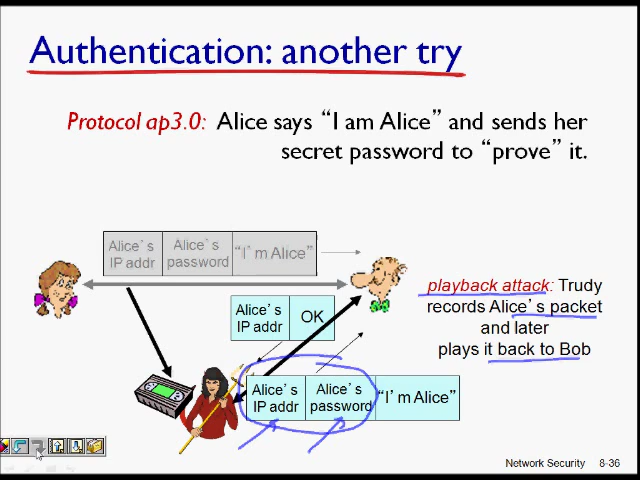 Authentication: another try
Protocol ap3.0: Alice says “I am Alice” and sends her
secret password to “prove” it.
Alice’s
IP addr
Alice’s
password
“I’m Alice”
Alice’s
IP addr
OK
playback attack: Trudy
records Alice’s packet
and later
plays it back to Bob
Alice’s
IP addr
Alice’s
password
“I’m Alice”
Network Security 8-36